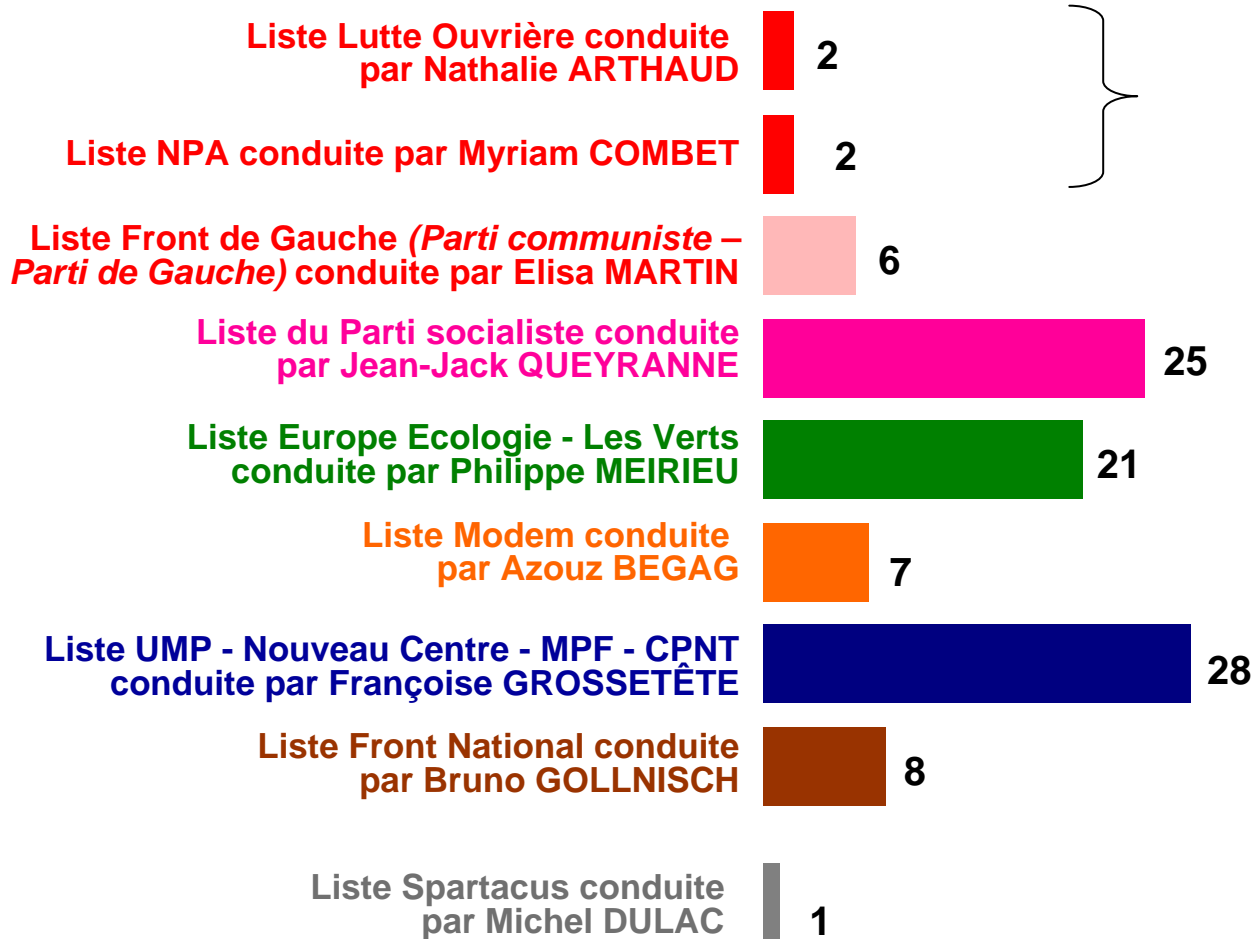 Liste Lutte Ouvrière conduite
par Nathalie ARTHAUD
2
Liste NPA conduite par Myriam COMBET
2
Liste Front de Gauche (Parti communiste –
Parti de Gauche) conduite par Elisa MARTIN
6
Liste du Parti socialiste conduite
par Jean-Jack QUEYRANNE
25
Liste Europe Ecologie - Les Verts
conduite par Philippe MEIRIEU
21
Liste Modem conduite
par Azouz BEGAG
7
Liste UMP - Nouveau Centre - MPF - CPNT
conduite par Françoise GROSSETÊTE
28
Liste Front National conduite
par Bruno GOLLNISCH
8
Liste Spartacus conduite
par Michel DULAC
1